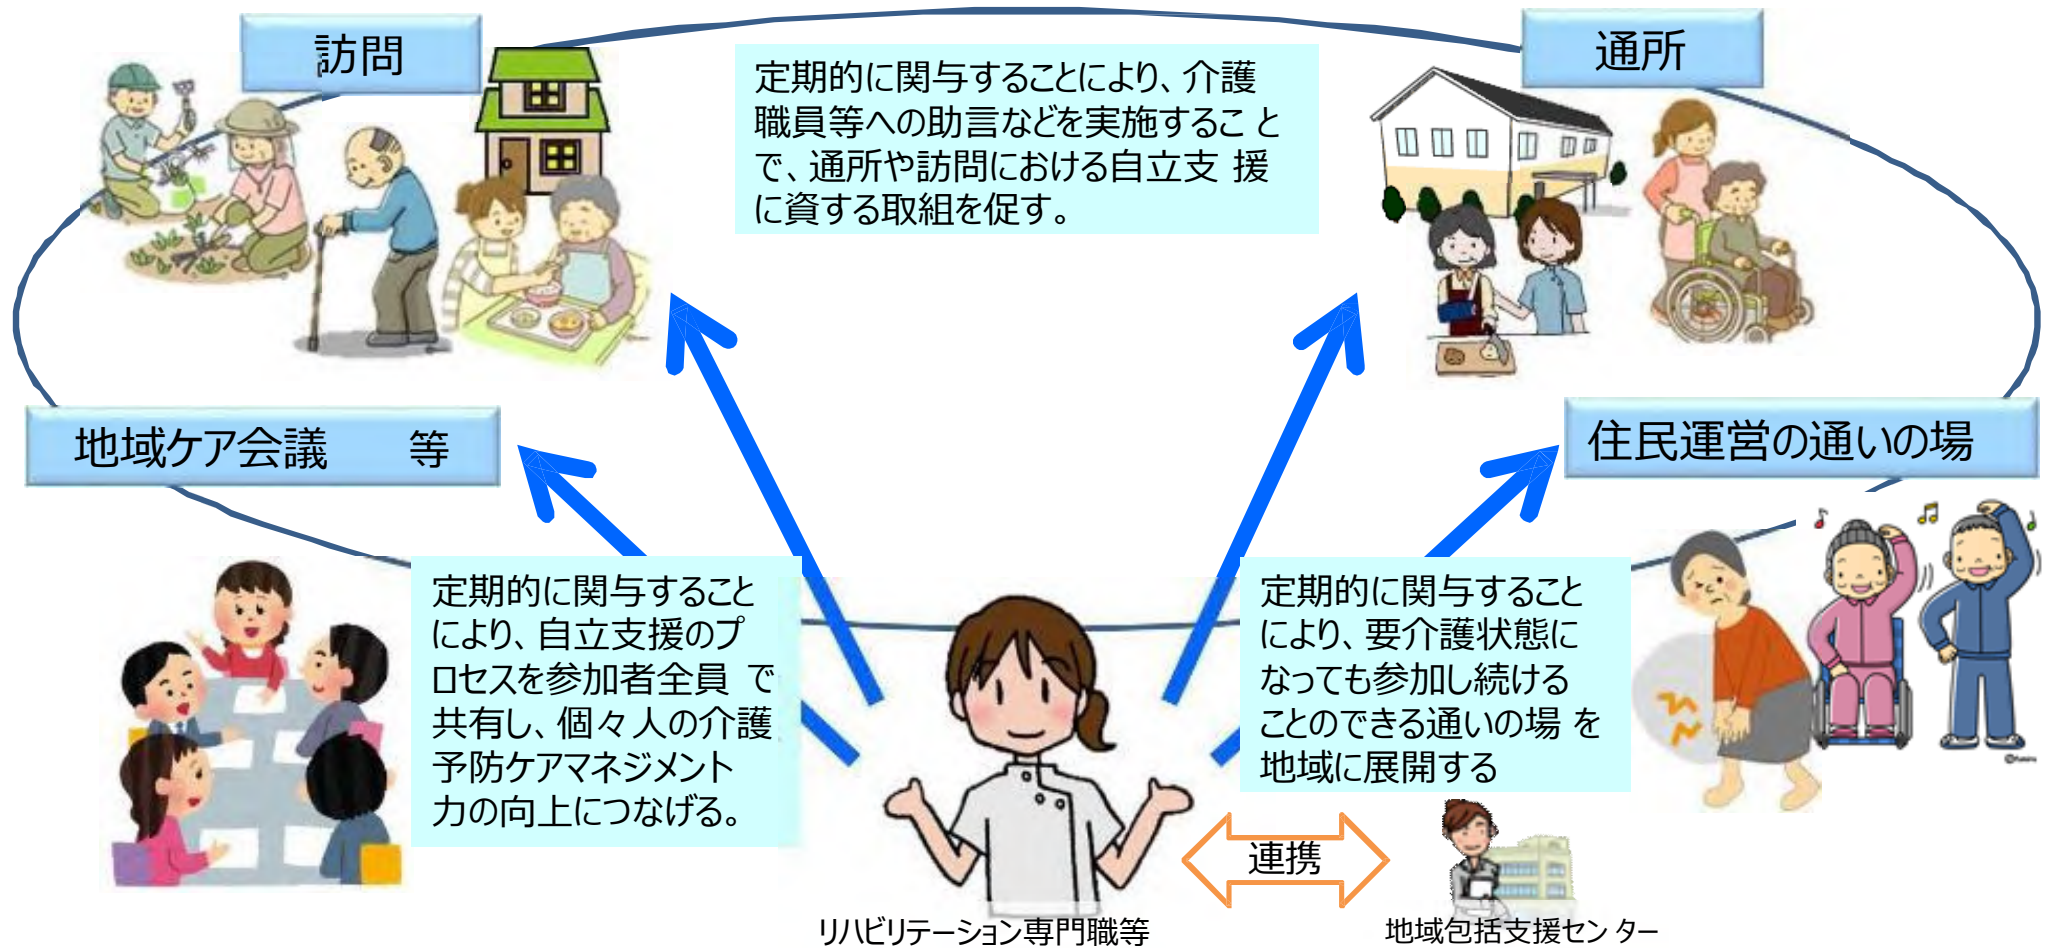 訪問
通所
定期的に関与することにより、介護
職員等への助言などを実施するこ と
で、通所や訪問における自立支 援
に資する取組を促す。
地域ケア会議 等
住民運営の通いの場
定期的に関与すること
により、自立支援のプ
ロセスを参加者全員 で
共有し、個々人の介護
予防ケアマネジメント
力の向上につなげる。
定期的に関与すること
により、要介護状態に
なっても参加し続ける
ことのできる通いの場 を
地域に展開する
連携
リハビリテーション専門職等
地域包括支援セン ター